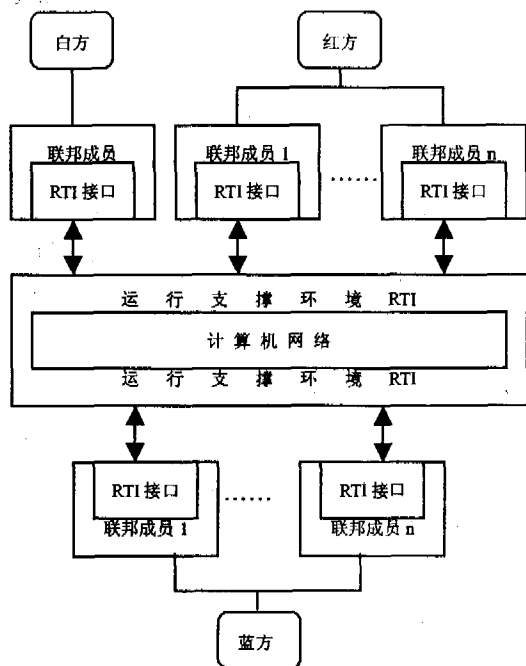 白方
红方
联邦成员
联邦成员 1
联邦成员 n
RTI 接口
RTI 接口
……
RTI 接口
运行支撑环境 RTI
计算机网络
运行支撑环境 RTI
RTI 接口
……
RTI 接口
联邦成员 1
联邦成员 n
蓝方